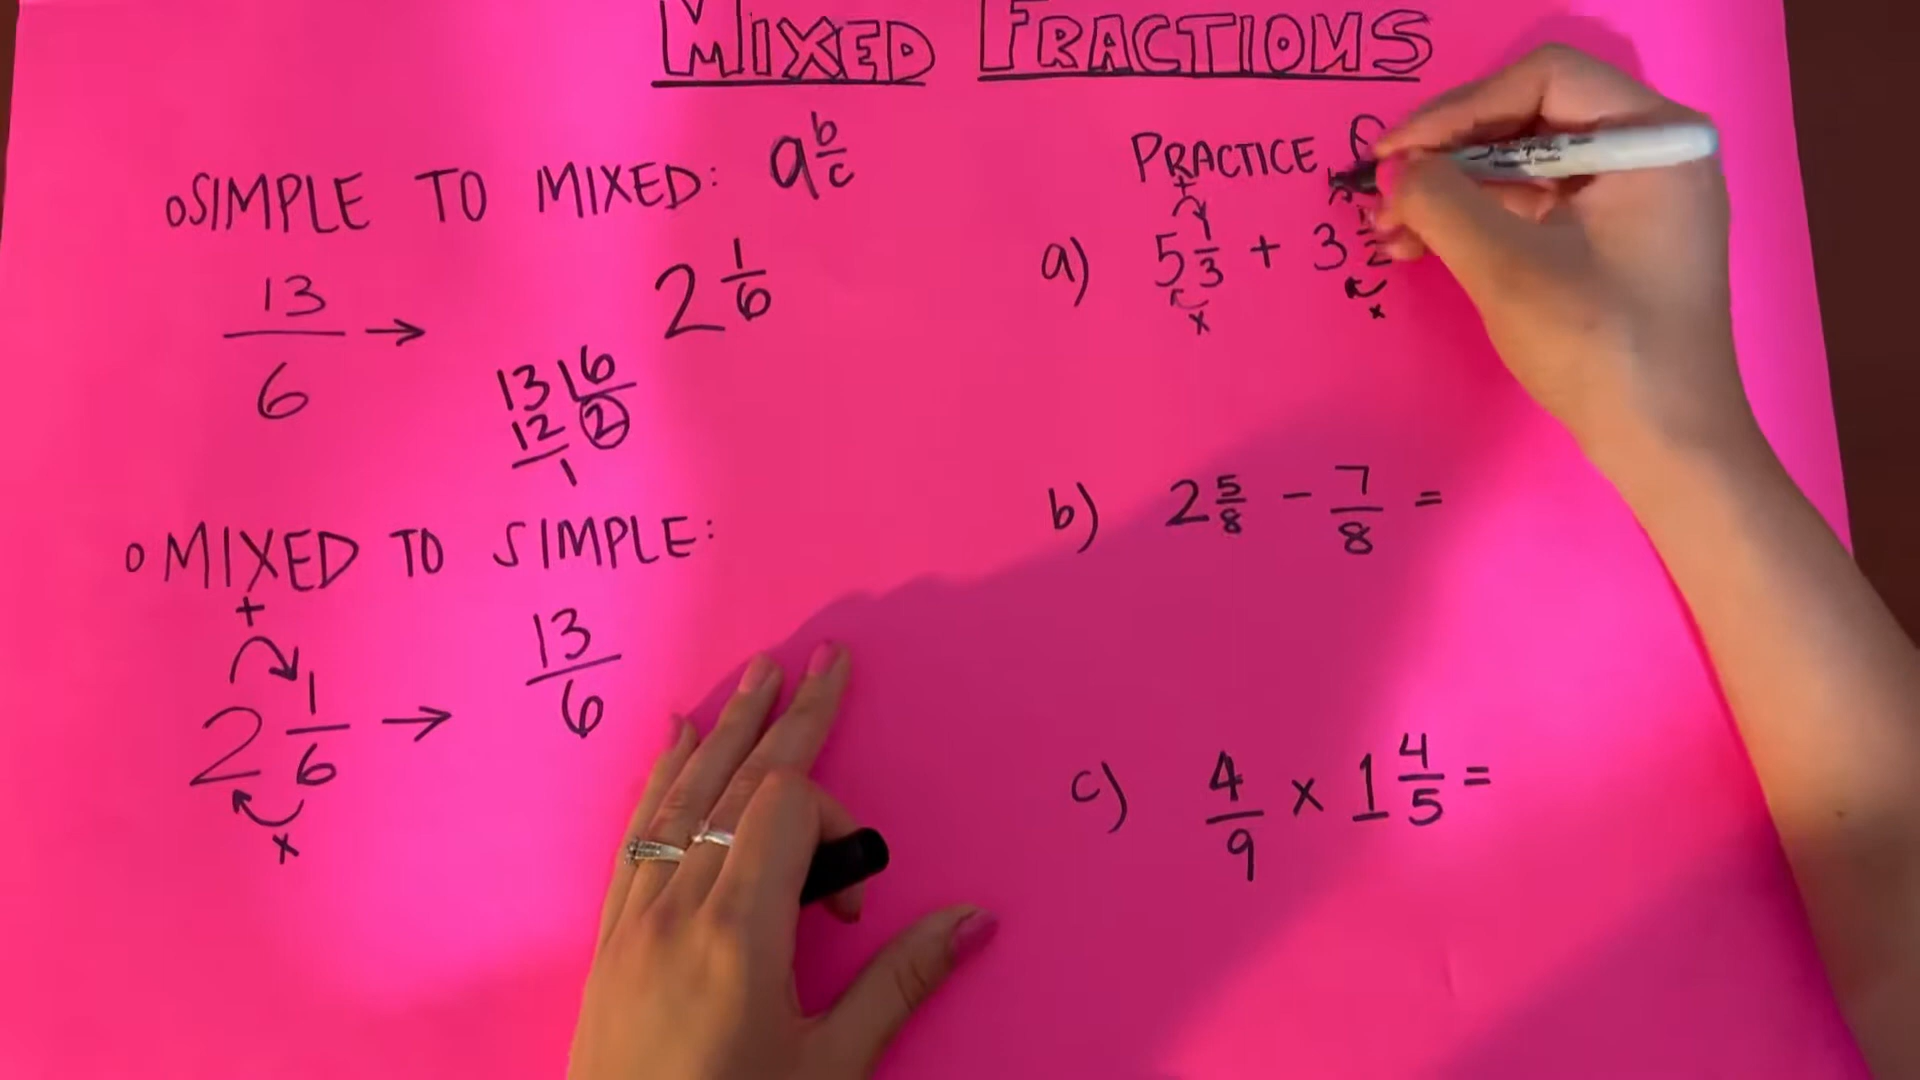 MIXED FRACTIONS
○SIMPLE TO MIXED: a b/c
13/6 → 2 1/6
13 | 6
12 2
1
○ MIXED TO SIMPLE:
+
2 1/6 → 13/6
x
PRACTICE
+
a) 5 1/3 + 3 1/2
x x
b) 2 5/8 - 7/8 =
c) 4/9 x 1 4/5 =